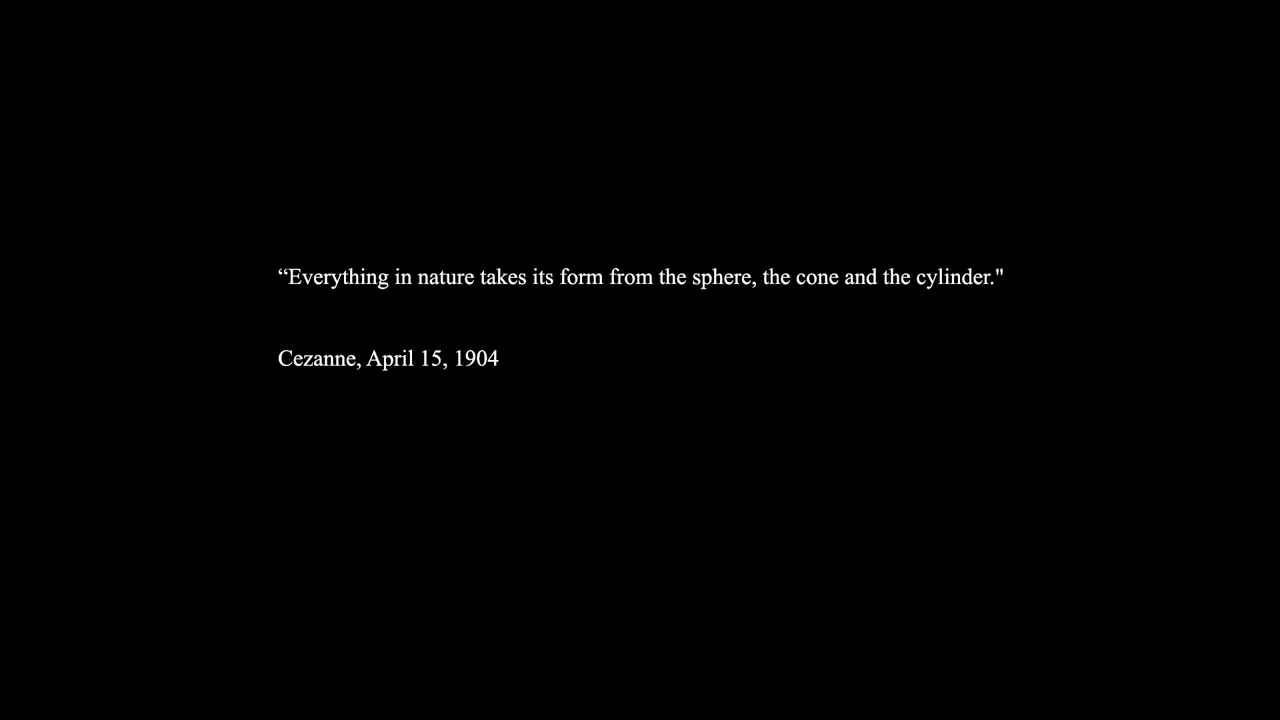 “Everything in nature takes its form from the sphere, the cone and the cylinder."
Cezanne, April 15, 1904